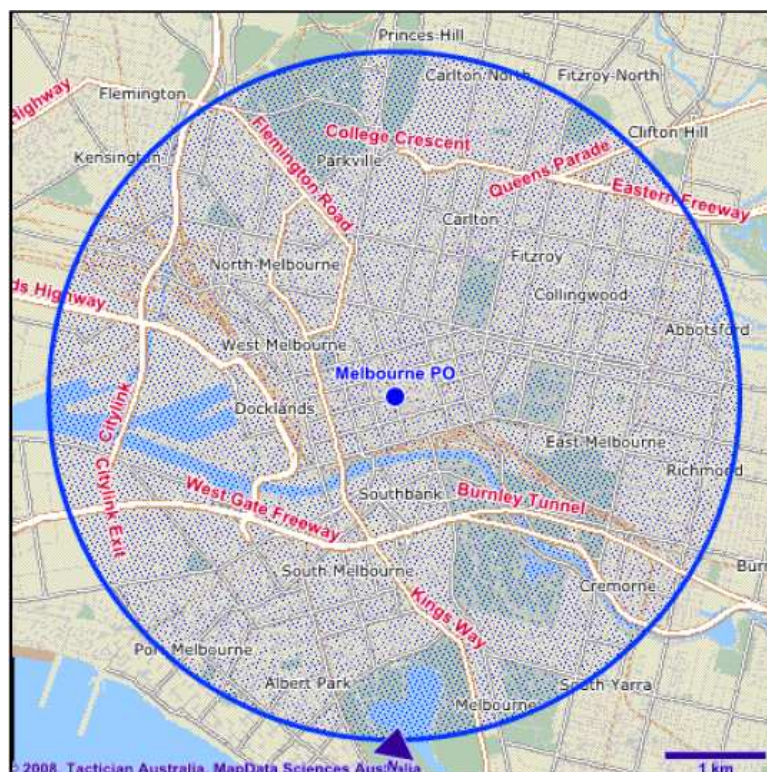 Princes Hill
Carlton North
Fitzroy-North
Highway
Flemington
Clifton Hill
College Crescent
Kensington
Parkville
Flemington Road
Queens Parade
Eastern Freeway
Carlton
Fitzroy
North Melbourne
ds Highway
Collingwood
Abbotsford
West Melbourne
Melbourne PO
Citylink
Docklands
East Melbourne
Richmond
Citylink Exit
Southbank
West Gate Freeway
Burnley Tunnel
South Melbourne
Burn
Cremorne
Kings Way
Port Melbourne
Albert Park
South Yarra
Melbourne
N
© 2008, Tactician Australia, MapData Sciences Australia
1 km